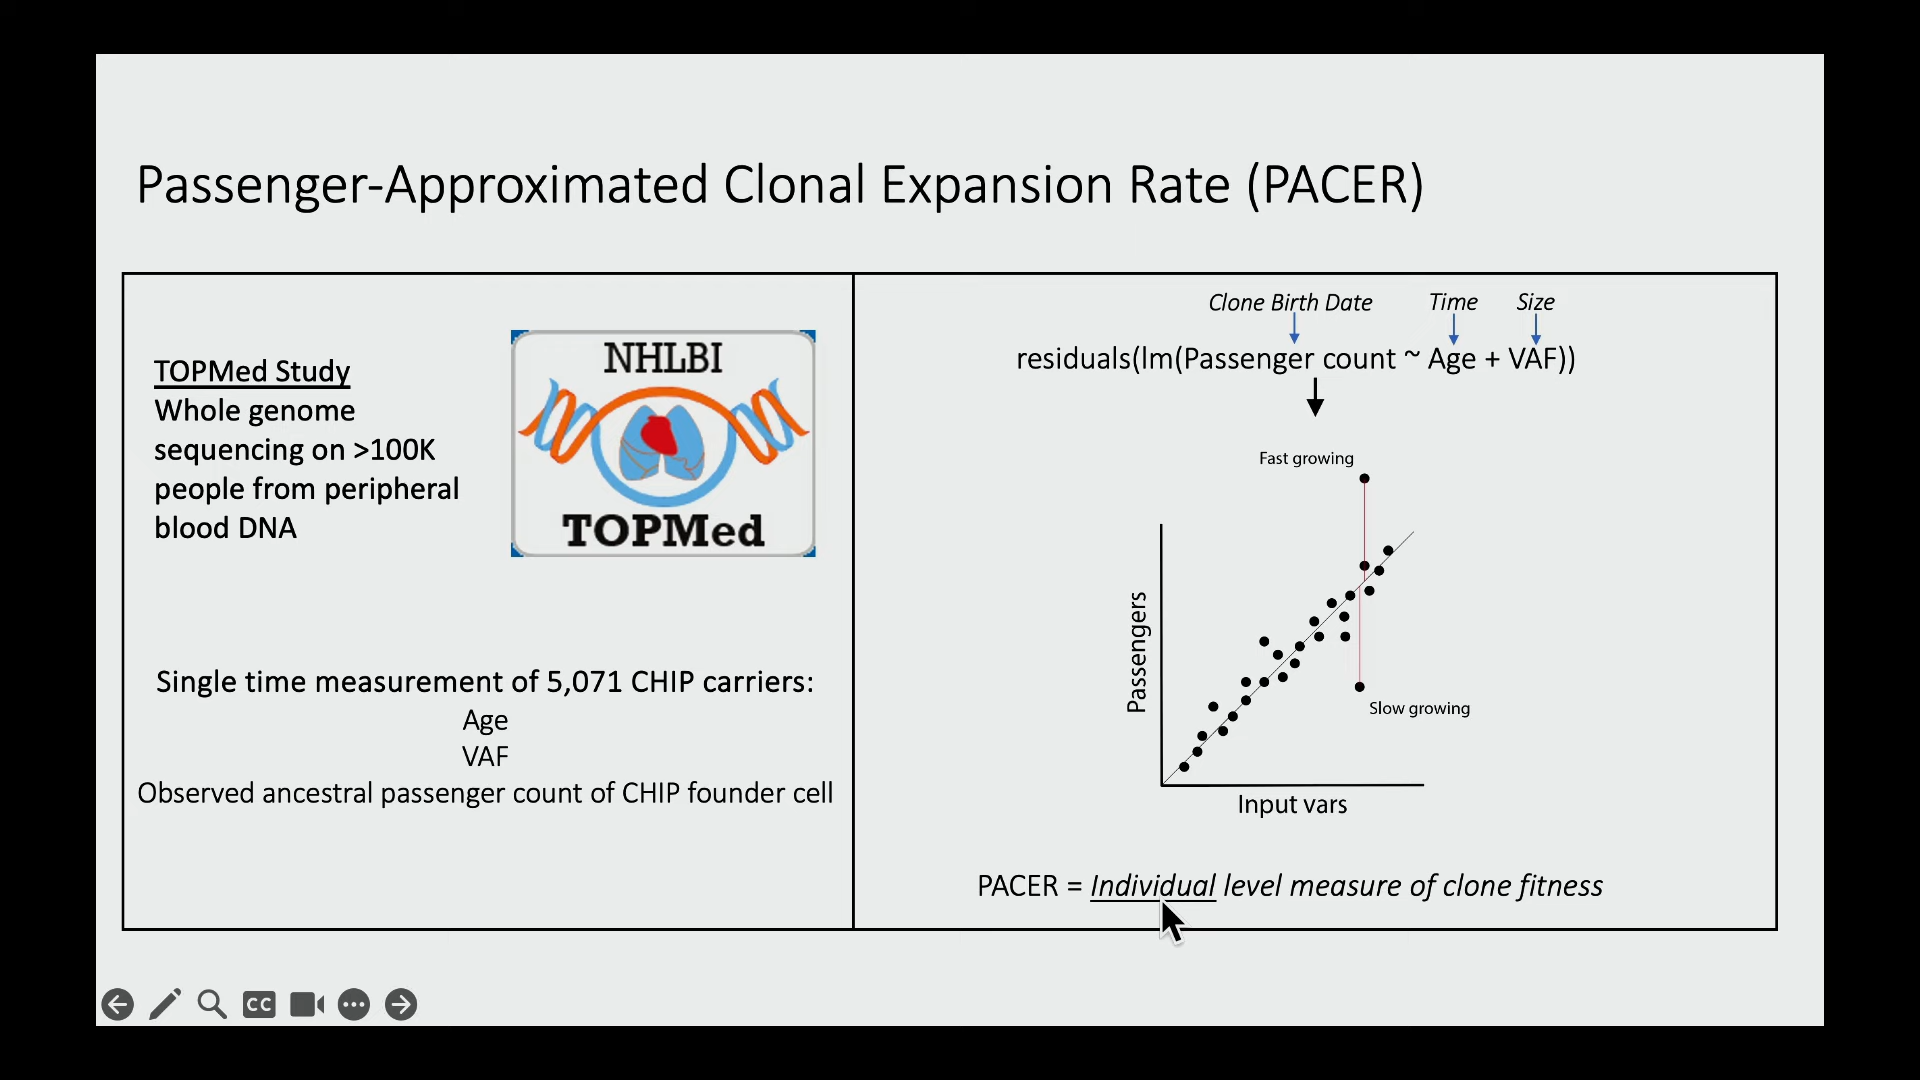 Passenger-Approximated Clonal Expansion Rate (PACER)
TOPMed Study
Whole genome
sequencing on >100K
people from peripheral
blood DNA
NHLBI
TOPMed
Single time measurement of 5,071 CHIP carriers:
Age
VAF
Observed ancestral passenger count of CHIP founder cell
Clone Birth Date Time Size
residuals(lm(Passenger count ~ Age + VAF))
Fast growing
Passengers
Slow growing
Input vars
PACER = Individual level measure of clone fitness
CC